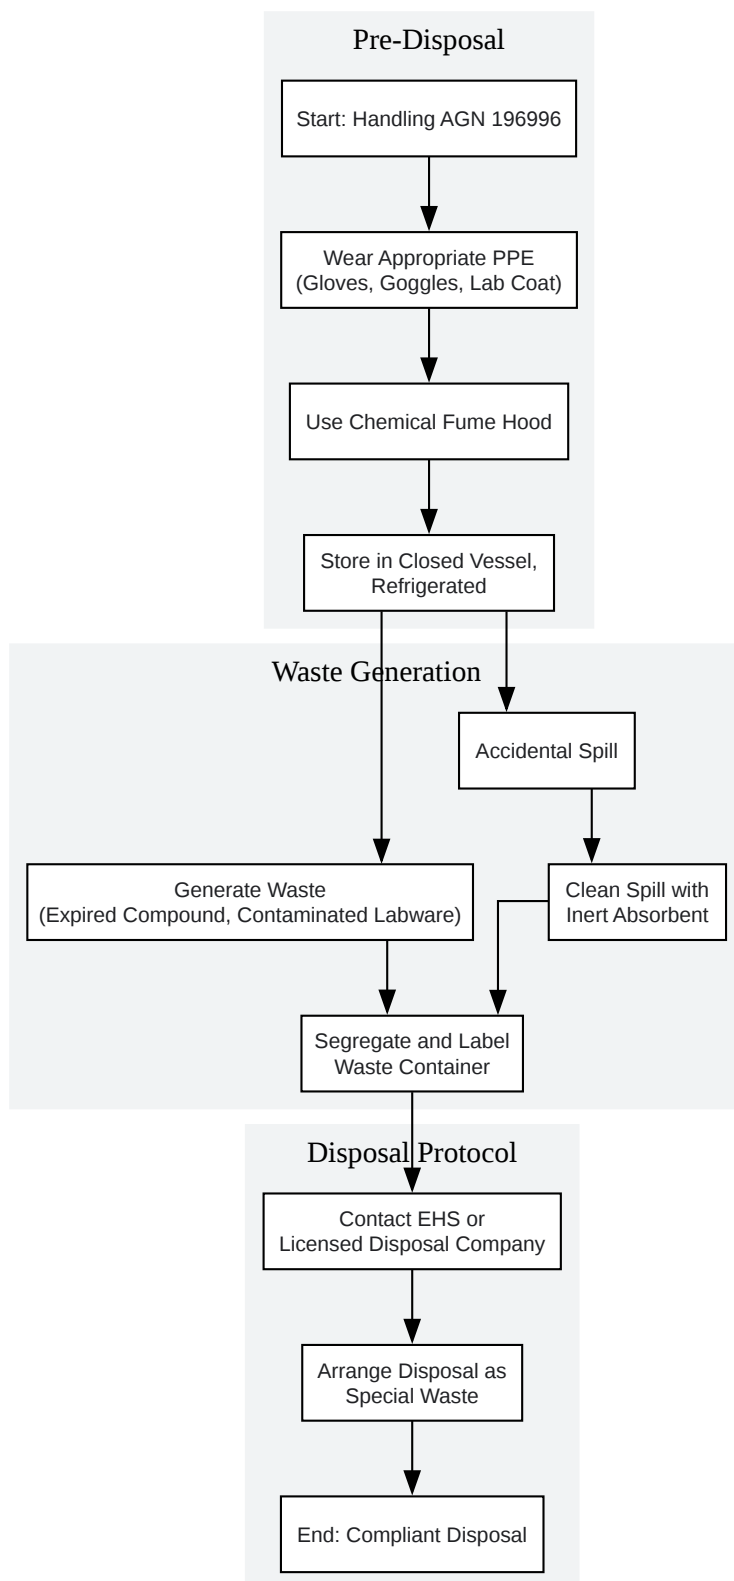 Pre-Disposal
Start: Handling AGN 196996
Wear Appropriate PPE
(Gloves, Goggles, Lab Coat)
Use Chemical Fume Hood
Store in Closed Vessel,
Refrigerated
Waste Generation
Accidental Spill
Generate Waste
(Expired Compound, Contaminated Labware)
Clean Spill with
Inert Absorbent
Segregate and Label
Waste Container
Disposal Protocol
Contact EHS or
Licensed Disposal Company
Arrange Disposal as
Special Waste
End: Compliant Disposal